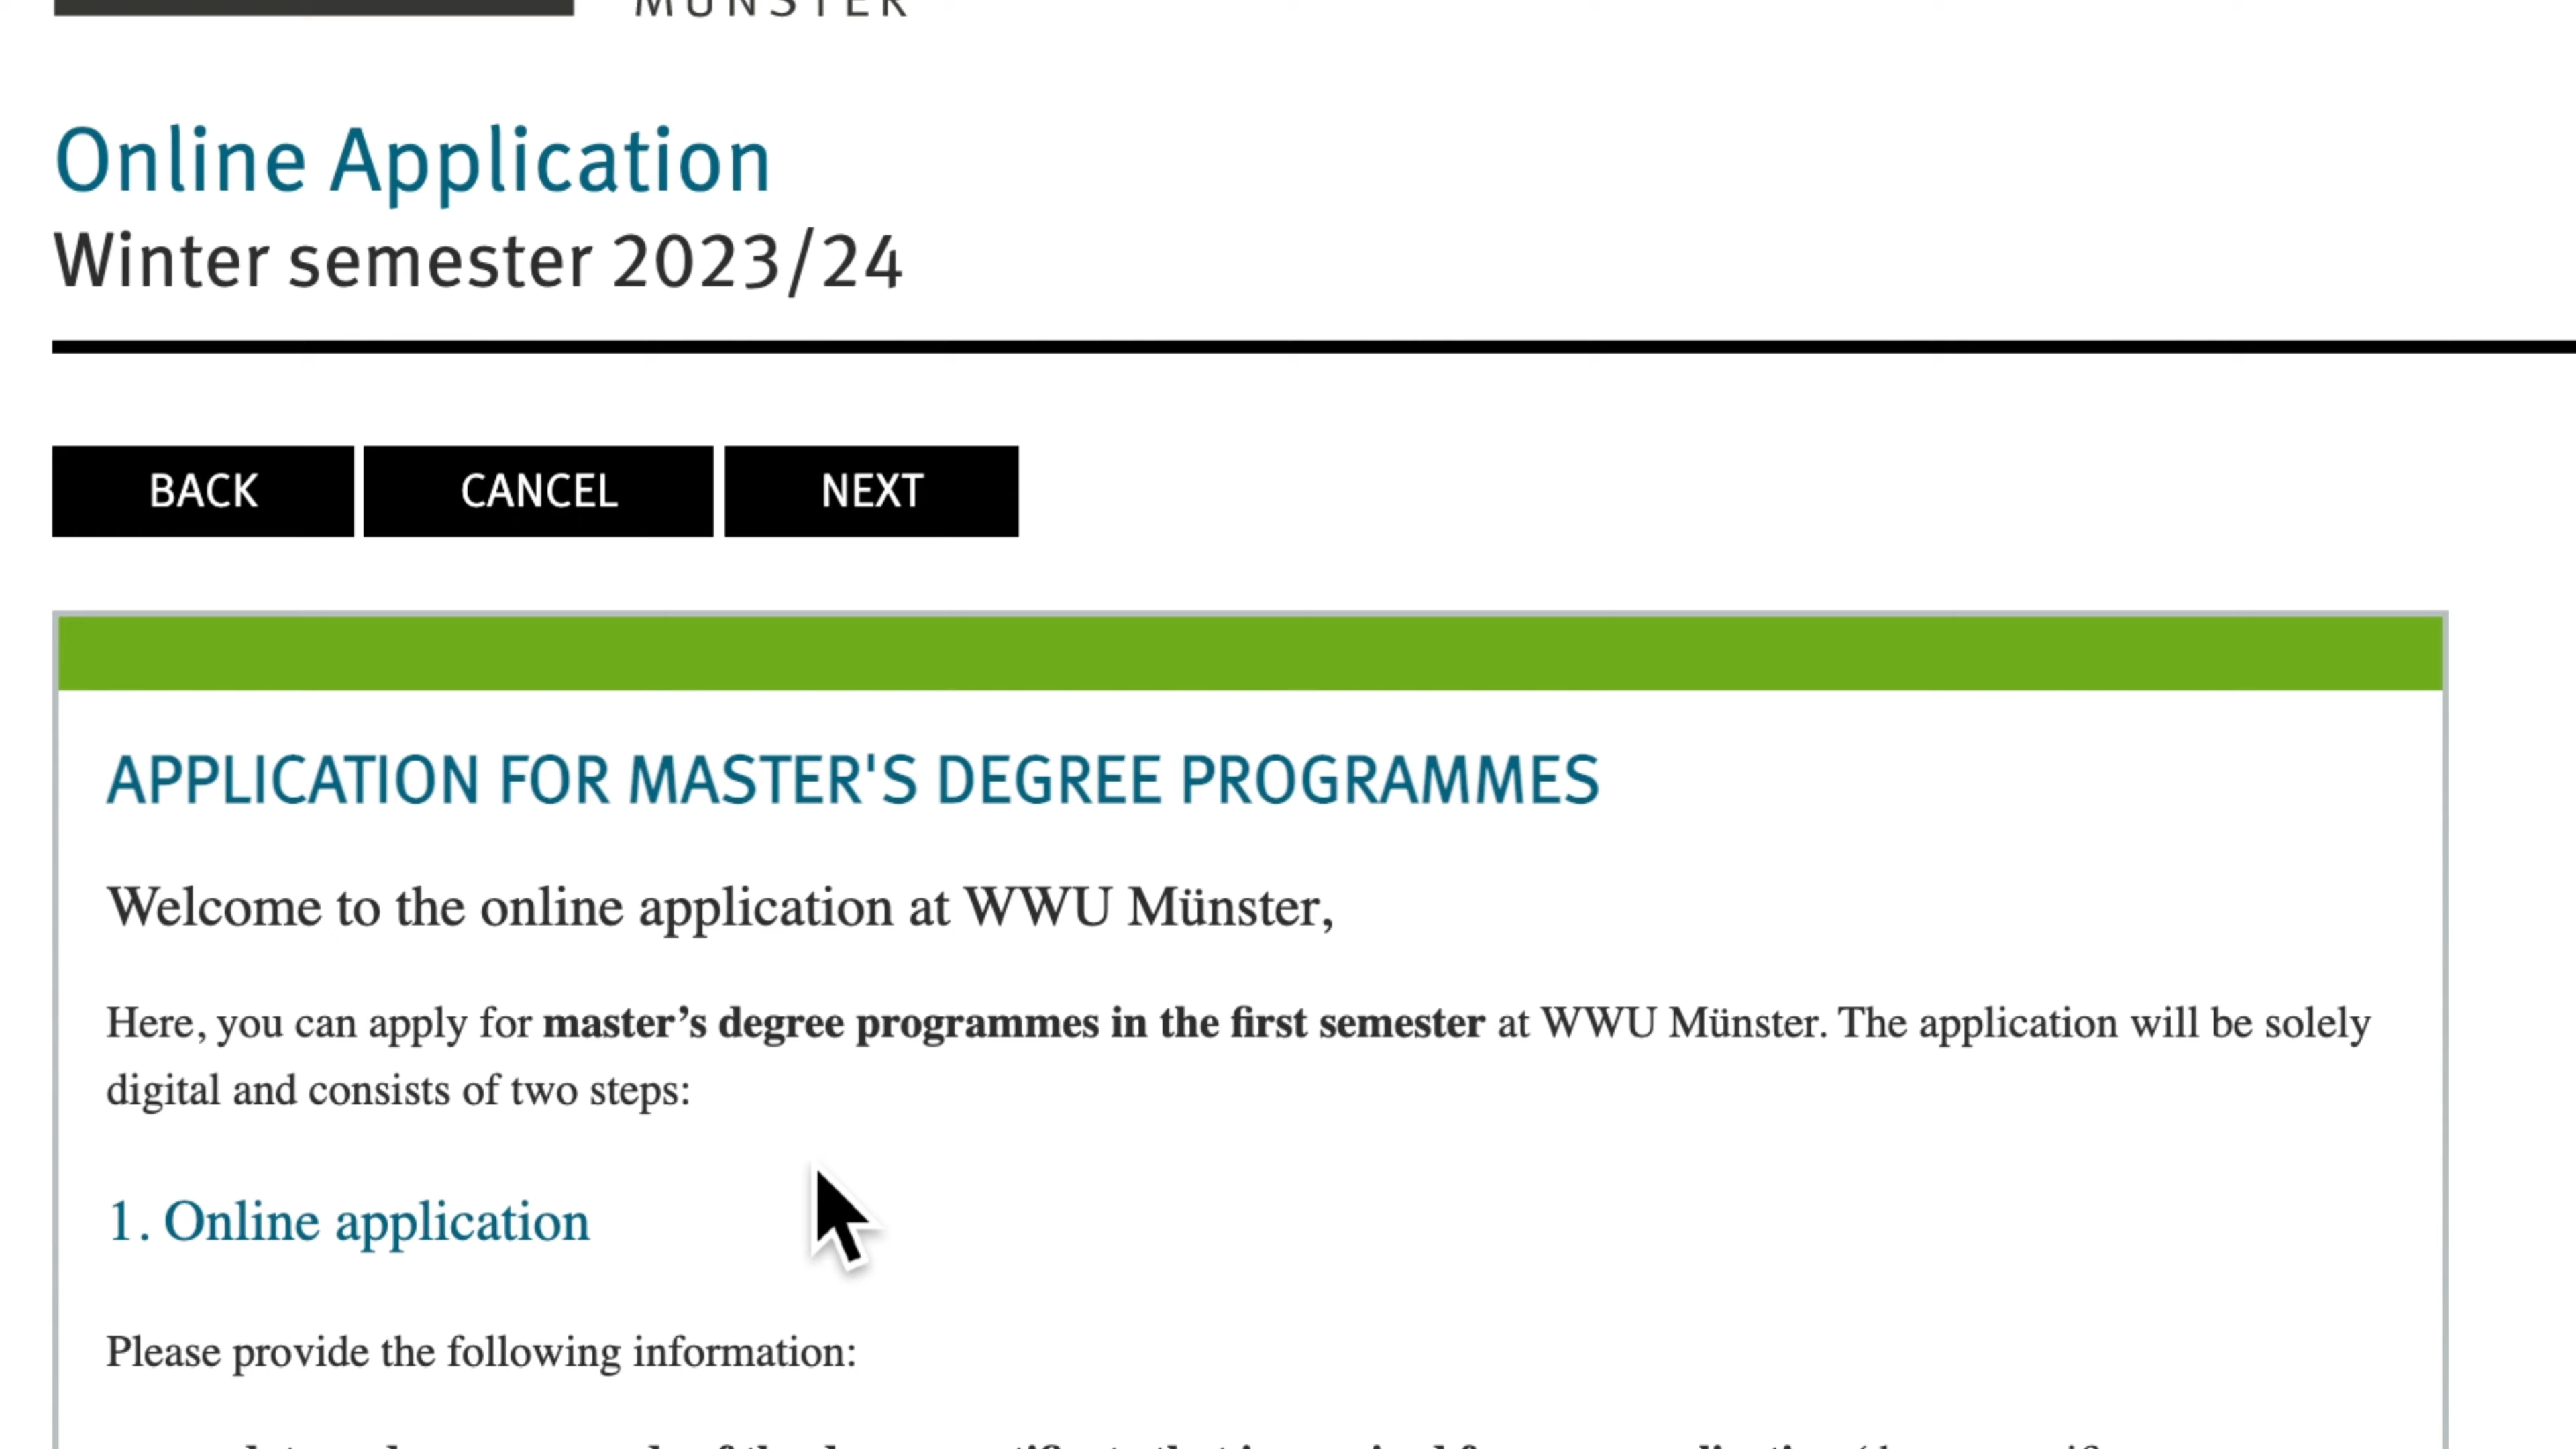 MÜNSTER
Online Application
Winter semester 2023/24
BACK CANCEL NEXT
APPLICATION FOR MASTER'S DEGREE PROGRAMMES
Welcome to the online application at WWU Münster,
Here, you can apply for master’s degree programmes in the first semester at WWU Münster. The application will be solely
digital and consists of two steps:
1. Online application
Please provide the following information: